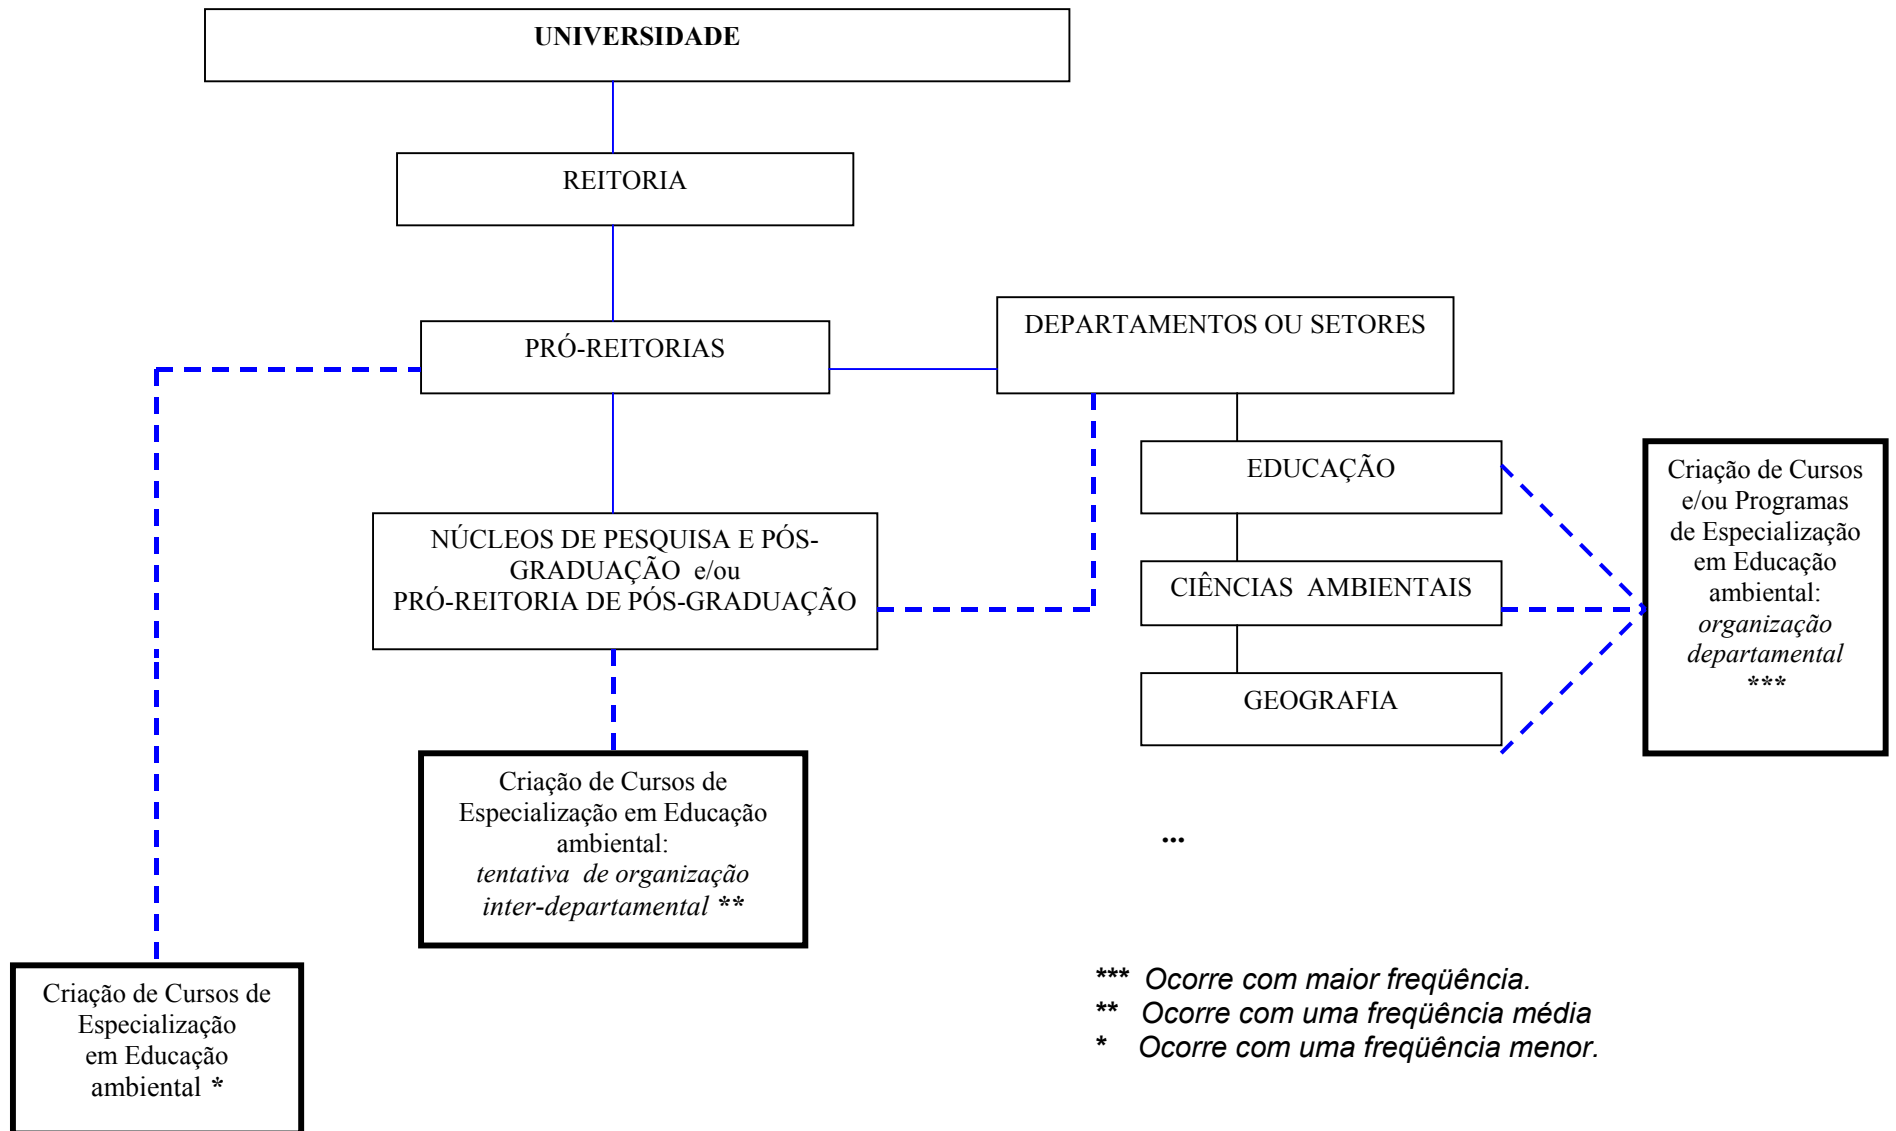 UNIVERSIDADE
REITORIA
PRÓ-REITORIAS
DEPARTAMENTOS OU SETORES
EDUCAÇÃO
CIÊNCIAS  AMBIENTAIS
GEOGRAFIA
...
Criação de Cursos
e/ou Programas
de Especialização
em Educação
ambiental:
organização
departamental
***
NÚCLEOS DE PESQUISA E PÓS-
GRADUAÇÃO  e/ou
PRÓ-REITORIA DE PÓS-GRADUAÇÃO
Criação de Cursos de
Especialização em Educação
ambiental:
tentativa  de organização
inter-departamental **
Criação de Cursos de
Especialização
em Educação
ambiental *
***  Ocorre com maior freqüência.
**   Ocorre com uma freqüência média
*    Ocorre com uma freqüência menor.